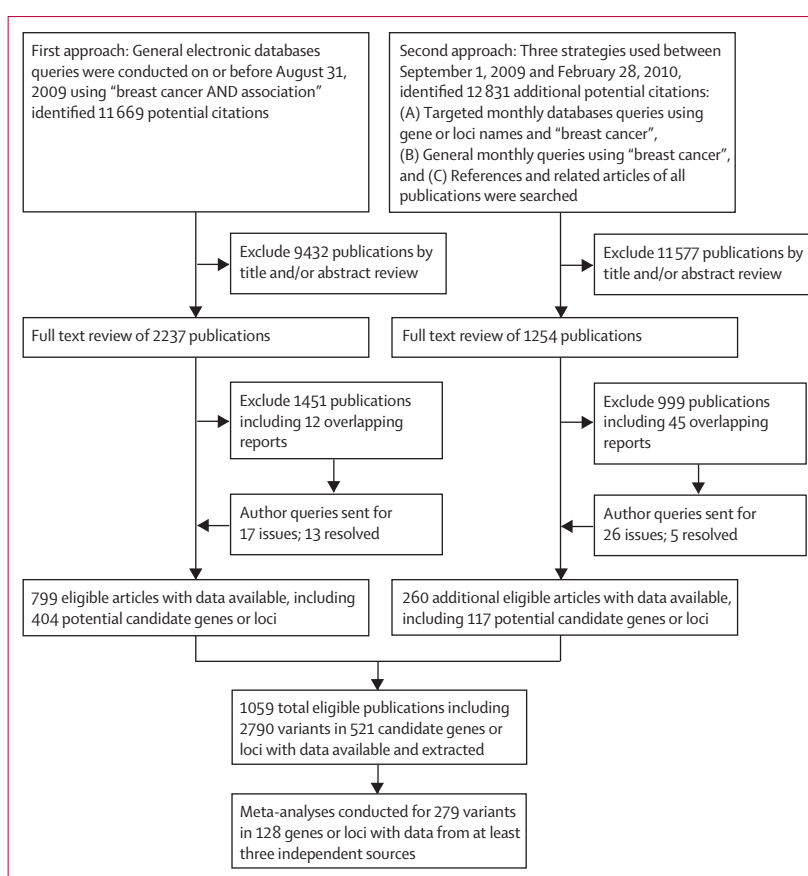 First approach: General electronic databases
queries were conducted on or before August 31,
2009 using “breast cancer AND association”
identified 11 669 potential citations
Second approach: Three strategies used between
September 1, 2009 and February 28, 2010,
identified 12 831 additional potential citations:
(A) Targeted monthly databases queries using
gene or loci names and “breast cancer”,
(B) General monthly queries using “breast cancer”,
and (C) References and related articles of all
publications were searched
Exclude 9432 publications by
title and/or abstract review
Exclude 11 577 publications by
title and/or abstract review
Full text review of 2237 publications
Full text review of 1254 publications
Exclude 1451 publications
including 12 overlapping
reports
Exclude 999 publications
including 45 overlapping
reports
Author queries sent for
17 issues; 13 resolved
Author queries sent for
26 issues; 5 resolved
799 eligible articles with data available, including
404 potential candidate genes or loci
260 additional eligible articles with data available,
including 117 potential candidate genes or loci
1059 total eligible publications including
2790 variants in 521 candidate genes or
loci with data available and extracted
Meta-analyses conducted for 279 variants
in 128 genes or loci with data from at least
three independent sources